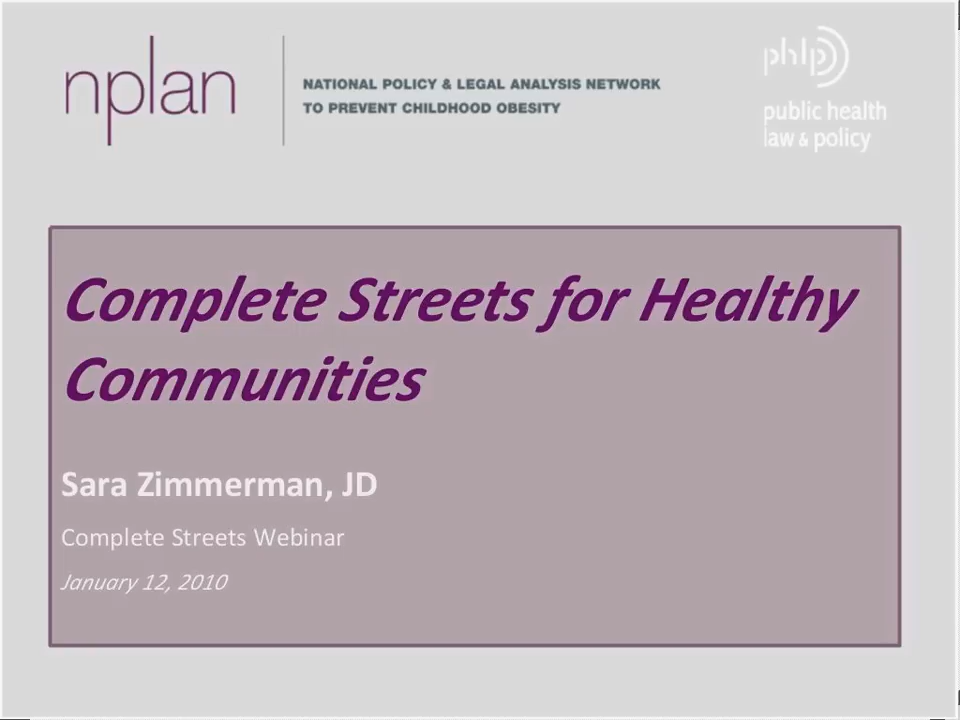 nplan
NATIONAL POLICY & LEGAL ANALYSIS NETWORK
TO PREVENT CHILDHOOD OBESITY
phlp
public health
law & policy
Complete Streets for Healthy
Communities
Sara Zimmerman, JD
Complete Streets Webinar
January 12, 2010